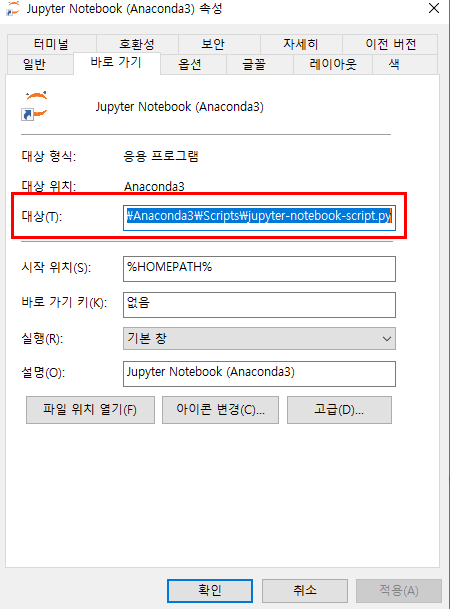 Jupyter Notebook (Anaconda3) 속성
터미널 호환성 보안 자세히 이전 버전
일반 바로 가기 옵션 글꼴 레이아웃 색
Jupyter Notebook (Anaconda3)
대상 형식: 응용 프로그램
대상 위치: Anaconda3
대상(T): ₩Anaconda3₩Scripts₩jupyter-notebook-script.py
시작 위치(S): %HOMEPATH%
바로 가기 키(K): 없음
실행(R): 기본 창
설명(O): Jupyter Notebook (Anaconda3)
파일 위치 열기(F) 아이콘 변경(C)... 고급(D)...
확인 취소 적용(A)